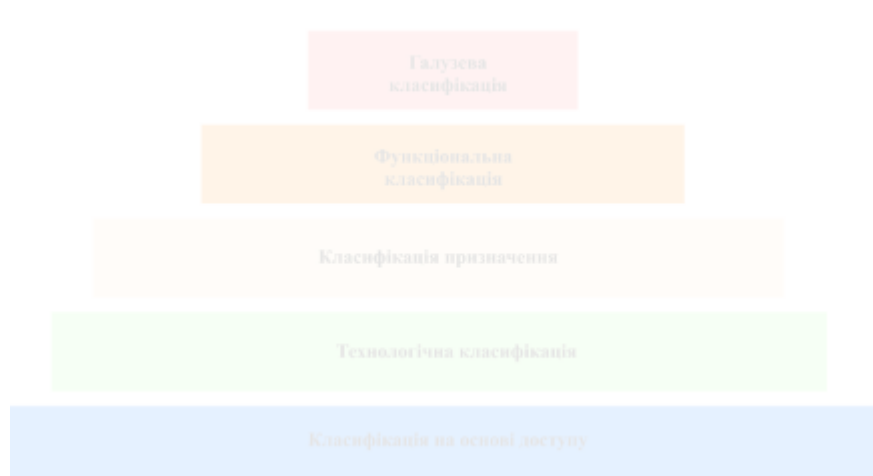 Галузева
класифікація
Функціональна
класифікація
Класифікація призначення
Технологічна класифікація
Класифікація на основі доступу